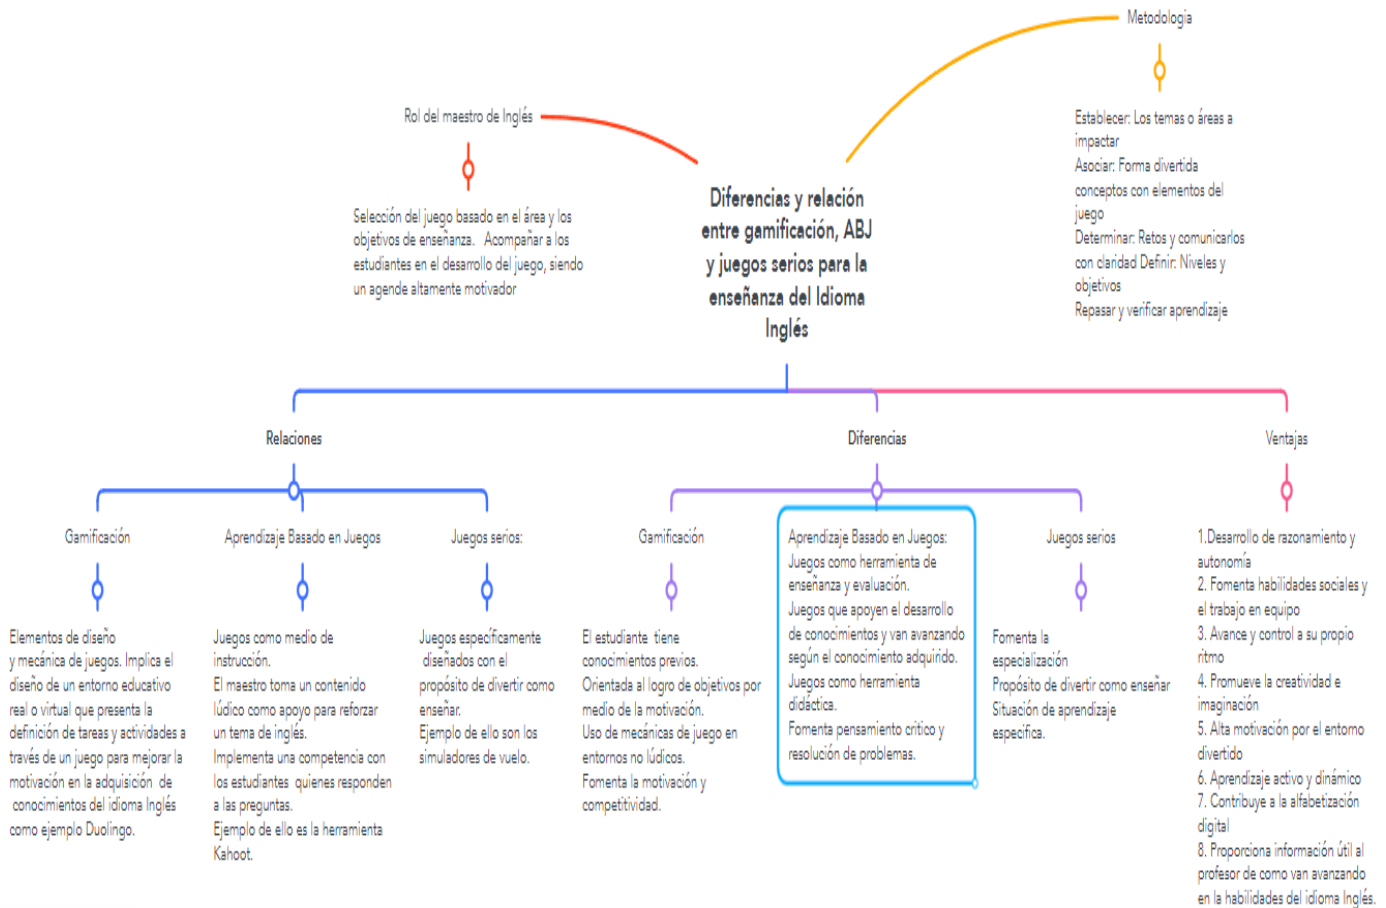 Metodologia
Establecer: Los temas o áreas a
impactar
Asociar: Forma divertida
conceptos con elementos del
juego
Determinar: Retos y comunicarlos
con claridad Definir: Niveles y
objetivos
Repasar y verificar aprendizaje
Rol del maestro de Inglés
Selección del juego basado en el área y los
objetivos de enseñanza. Acompañar a los
estudiantes en el desarrollo del juego, siendo
un agende altamente motivador
Diferencias y relación
entre gamificación, ABJ
y juegos serios para la
enseñanza del Idioma
Inglés
Relaciones
Gamificación
Elementos de diseño
y mecánica de juegos. Implica el
diseño de un entorno educativo
real o virtual que presenta la
definición de tareas y actividades a
través de un juego para mejorar la
motivación en la adquisición de
conocimientos del idioma Inglés
como ejemplo Duolingo.
Aprendizaje Basado en Juegos
Juegos como medio de
instrucción.
El maestro toma un contenido
lúdico como apoyo para reforzar
un tema de inglés.
Implementa una competencia con
los estudiantes quienes responden
a las preguntas.
Ejemplo de ello es la herramienta
Kahoot.
Juegos serios:
Juegos específicamente
diseñados con el
propósito de divertir como
enseñar.
Ejemplo de ello son los
simuladores de vuelo.
Diferencias
Gamificación
El estudiante tiene
conocimientos previos.
Orientada al logro de objetivos por
medio de la motivación.
Uso de mecánicas de juego en
entornos no lúdicos.
Fomenta la motivación y
competitividad.
Aprendizaje Basado en Juegos:
Juegos como herramienta de
enseñanza y evaluación.
Juegos que apoyen el desarrollo
de conocimientos y van avanzando
según el conocimiento adquirido.
Juegos como herramienta
didáctica.
Fomenta pensamiento critico y
resolución de problemas.
Juegos serios
Fomenta la
especialización
Propósito de divertir como enseñar
Situación de aprendizaje
especifica.
Ventajas
1.Desarrollo de razonamiento y
autonomía
2. Fomenta habilidades sociales y
el trabajo en equipo
3. Avance y control a su propio
ritmo
4. Promueve la creatividad e
imaginación
5. Alta motivación por el entorno
divertido
6. Aprendizaje activo y dinámico
7. Contribuye a la alfabetización
digital
8. Proporciona información útil al
profesor de como van avanzando
en la habilidades del idioma Inglés.